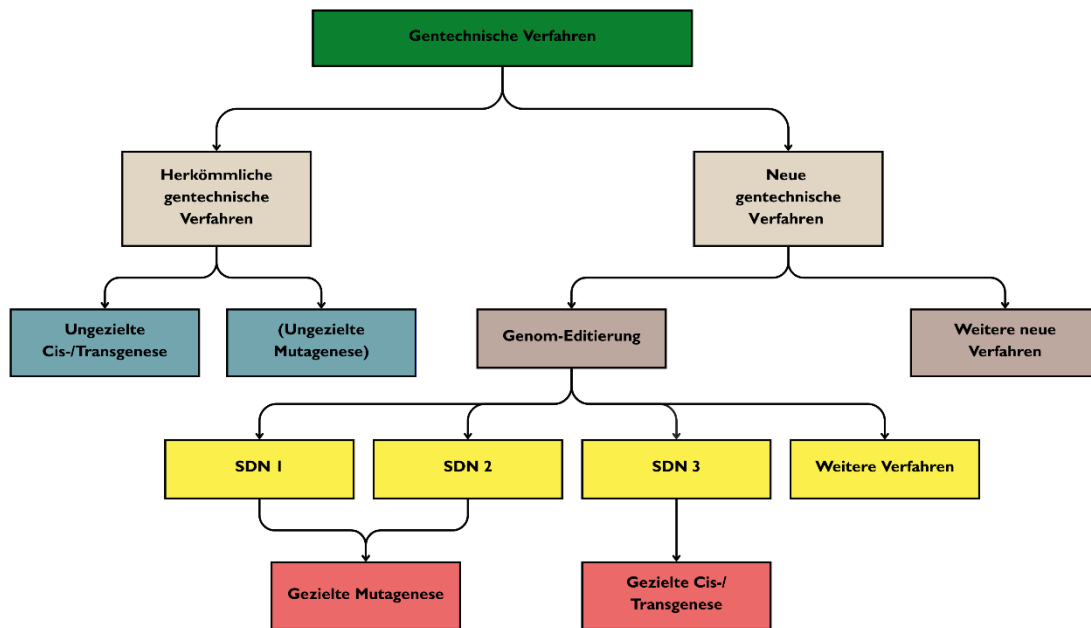 Gentechnische Verfahren
Herkömmliche
gentechnische
Verfahren
Neue
gentechnische
Verfahren
Ungezielte
Cis-/Transgenese
(Ungezielte
Mutagenese)
Genom-Editierung
Weitere neue
Verfahren
SDN 1
SDN 2
SDN 3
Weitere Verfahren
Gezielte Mutagenese
Gezielte Cis-/
Transgenese